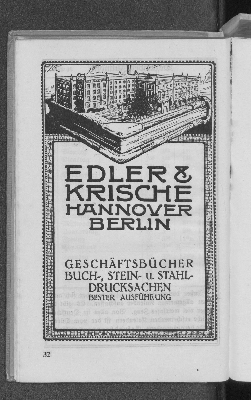 EDLER &
KRISCHE
HANNOVER
BERLIN
GESCHÄFTSBÜCHER
BUCH-, STEIN- U. STAHL-
DRUCKSACHEN
BESTER AUSFÜHRUNG
32